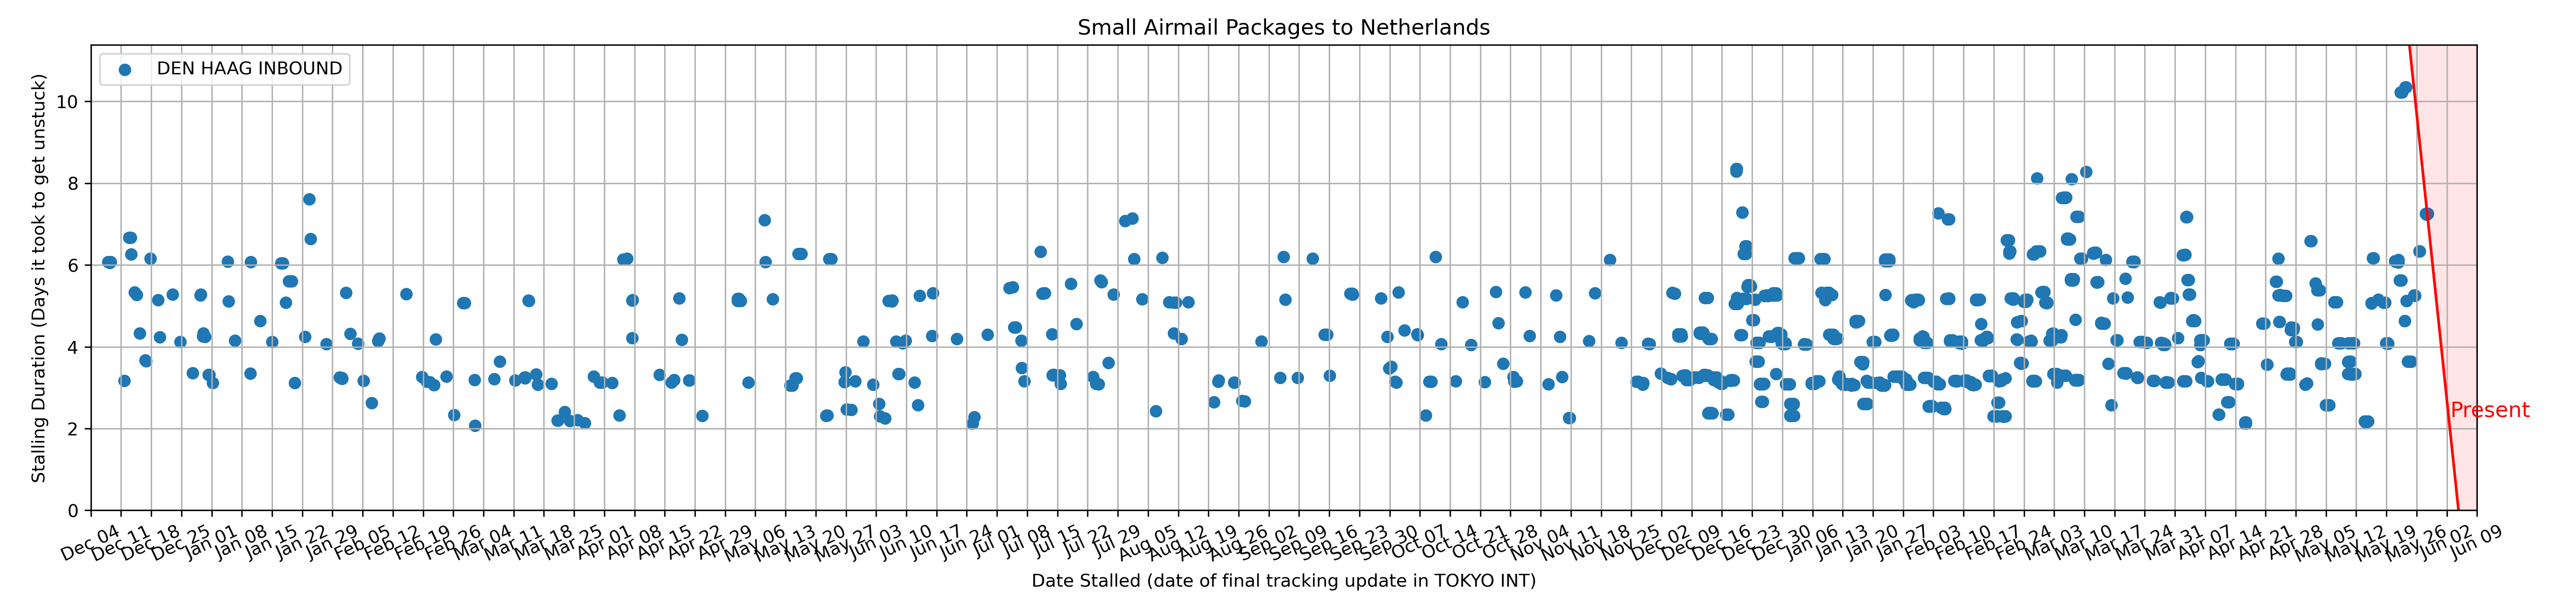 Small Airmail Packages to Netherlands
DEN HAAG INBOUND
Stalling Duration (Days it took to get unstuck)
10
8
6
4
2
0
Present
Dec 04
Dec 11
Dec 18
Dec 25
Jan 01
Jan 08
Jan 15
Jan 22
Jan 29
Feb 05
Feb 12
Feb 19
Feb 26
Mar 04
Mar 11
Mar 18
Mar 25
Apr 01
Apr 08
Apr 15
Apr 22
Apr 29
May 06
May 13
May 20
May 27
Jun 03
Jun 10
Jun 17
Jun 24
Jul 01
Jul 08
Jul 15
Jul 22
Jul 29
Aug 05
Aug 12
Aug 19
Aug 26
Sep 02
Sep 09
Sep 16
Sep 23
Sep 30
Oct 07
Oct 14
Oct 21
Oct 28
Nov 04
Nov 11
Nov 18
Nov 25
Dec 02
Dec 09
Dec 16
Dec 23
Dec 30
Jan 06
Jan 13
Jan 20
Jan 27
Feb 03
Feb 10
Feb 17
Feb 24
Mar 03
Mar 10
Mar 17
Mar 24
Mar 31
Apr 07
Apr 14
Apr 21
Apr 28
May 05
May 12
May 19
May 26
Jun 02
Jun 09
Date Stalled (date of final tracking update in TOKYO INT)